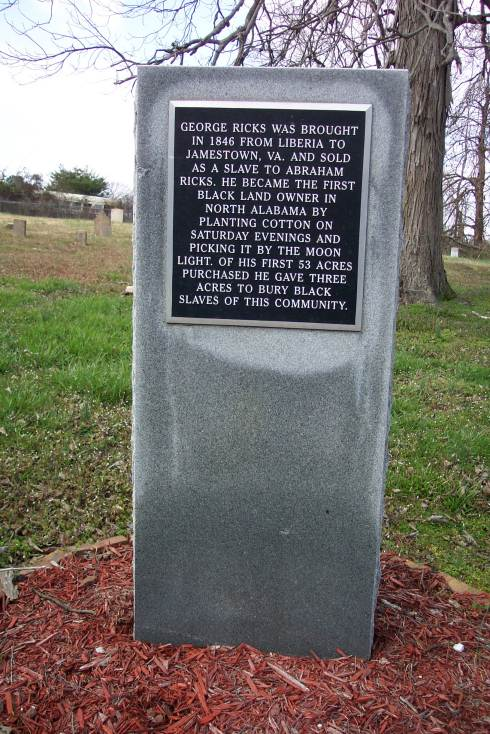 GEORGE RICKS WAS BROUGHT
IN 1846 FROM LIBERIA TO
JAMESTOWN, VA. AND SOLD
AS A SLAVE TO ABRAHAM
RICKS. HE BECAME THE FIRST
BLACK LAND OWNER IN
NORTH ALABAMA BY
PLANTING COTTON ON
SATURDAY EVENINGS AND
PICKING IT BY THE MOON
LIGHT. OF HIS FIRST 53 ACRES
PURCHASED HE GAVE THREE
ACRES TO BURY BLACK
SLAVES OF THIS COMMUNITY.